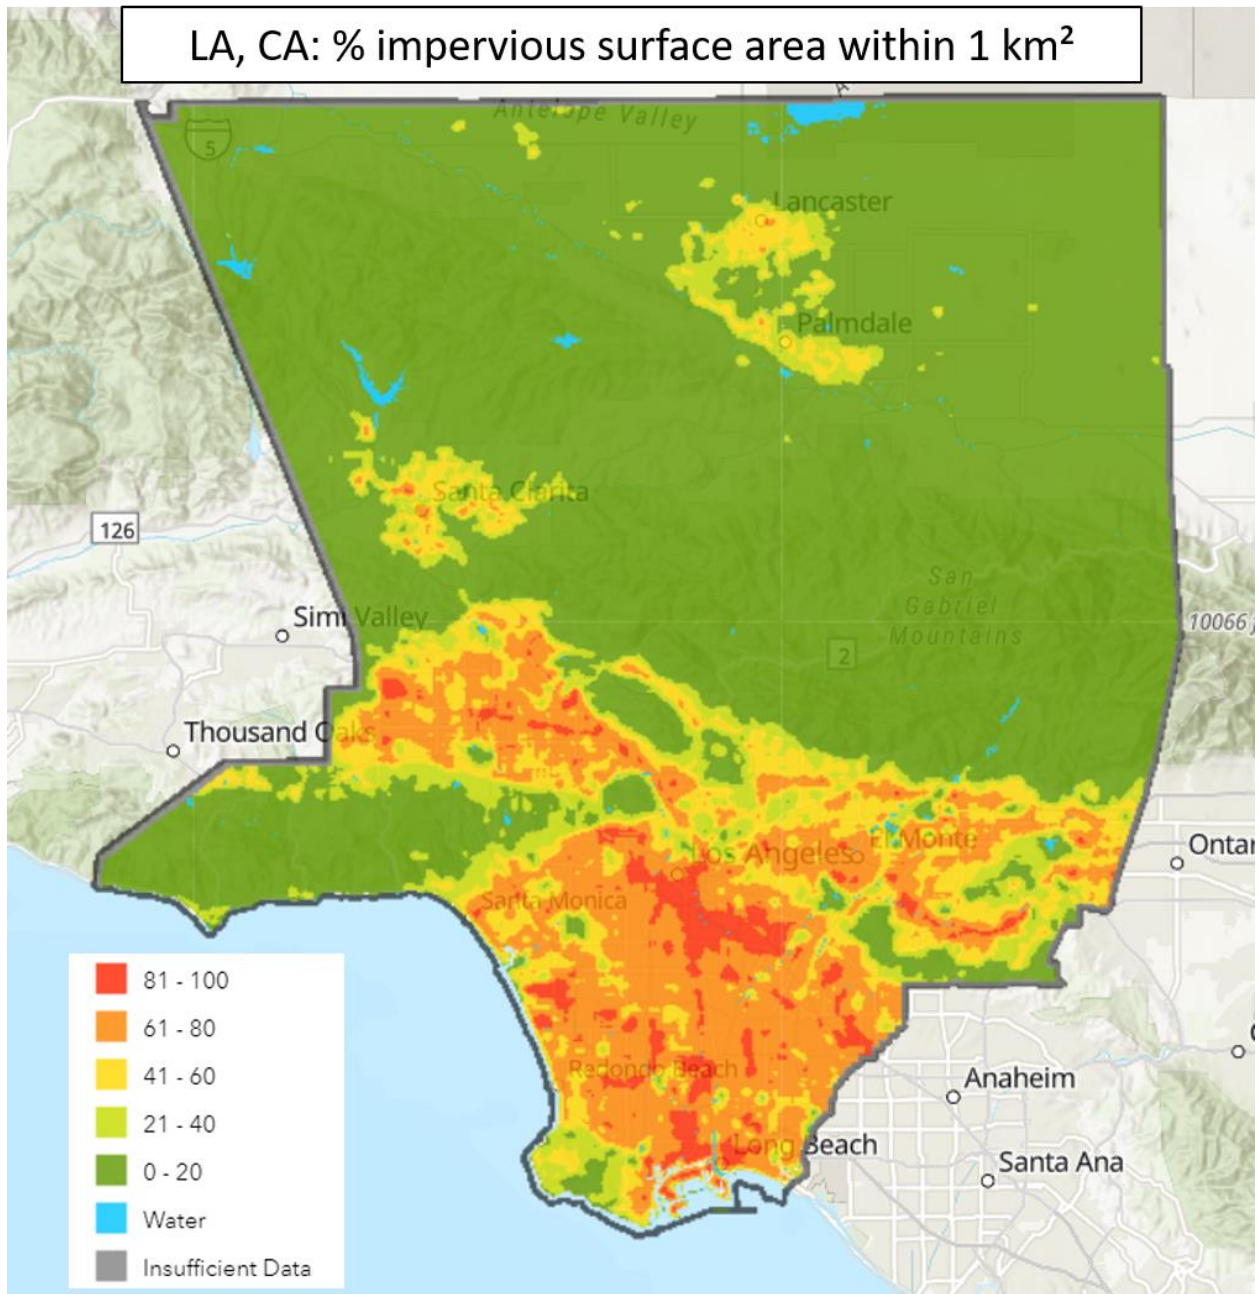 LA, CA: % impervious surface area within 1 km²
Antelope Valley
5
Lancaster
Palmdale
Santa Clarita
126
San
Gabriel
Mountains
Simi Valley
2
10066
Thousand Oaks
El Monte
Los Angeles
Santa Monica
Redondo Beach
Anaheim
Long Beach
Santa Ana
81 - 100
61 - 80
41 - 60
21 - 40
0 - 20
Water
Insufficient Data